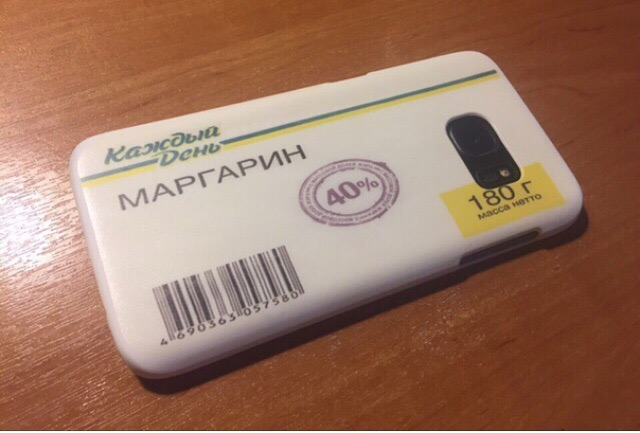 Каждый
День
МАРГАРИН
40%
180 г
масса нетто
4 690363 057580